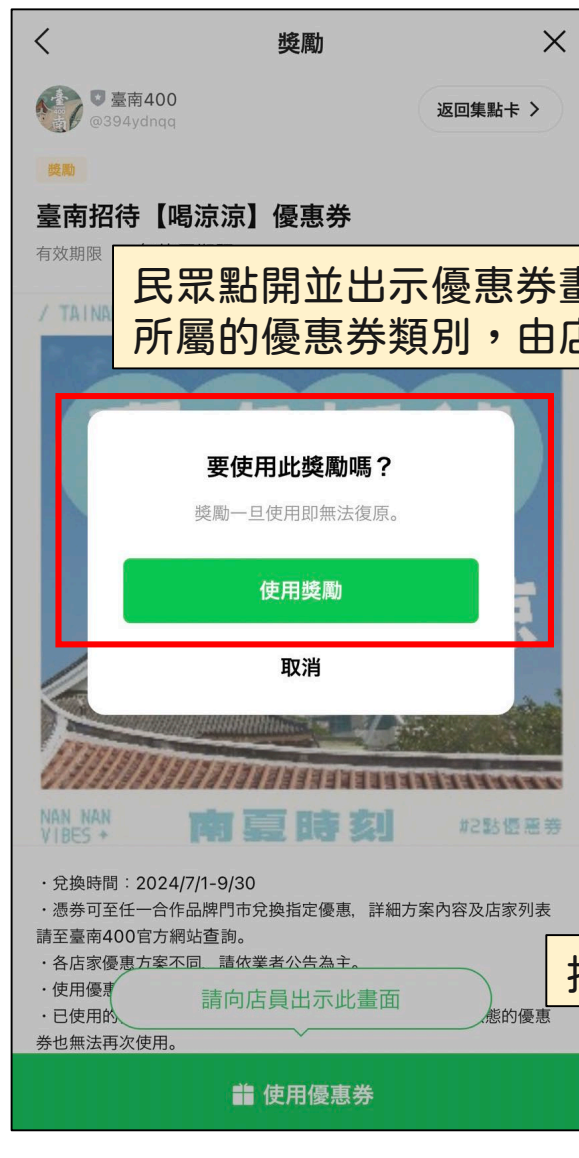 獎勵
臺南400
@394ydnqq
返回集點卡
獎勵
臺南招待【喝涼涼】優惠券
有效期限
民眾點開並出示優惠券
所屬的優惠券類別，由店
/ TAINA
要使用此獎勵嗎？
獎勵一旦使用即無法復原。
使用獎勵
取消
NAN NAN
VIBES +
南夏時刻
#2點優惠券
・兌換時間：2024/7/1-9/30
・憑券可至任一合作品牌門市兌換指定優惠，詳細方案內容及店家列表
請至臺南400官方網站查詢。
・各店家優惠方案不同，請依業者公告為主。
・使用優惠
請向店員出示此畫面
・已使用的
態的優惠
券也無法再次使用。
使用優惠券